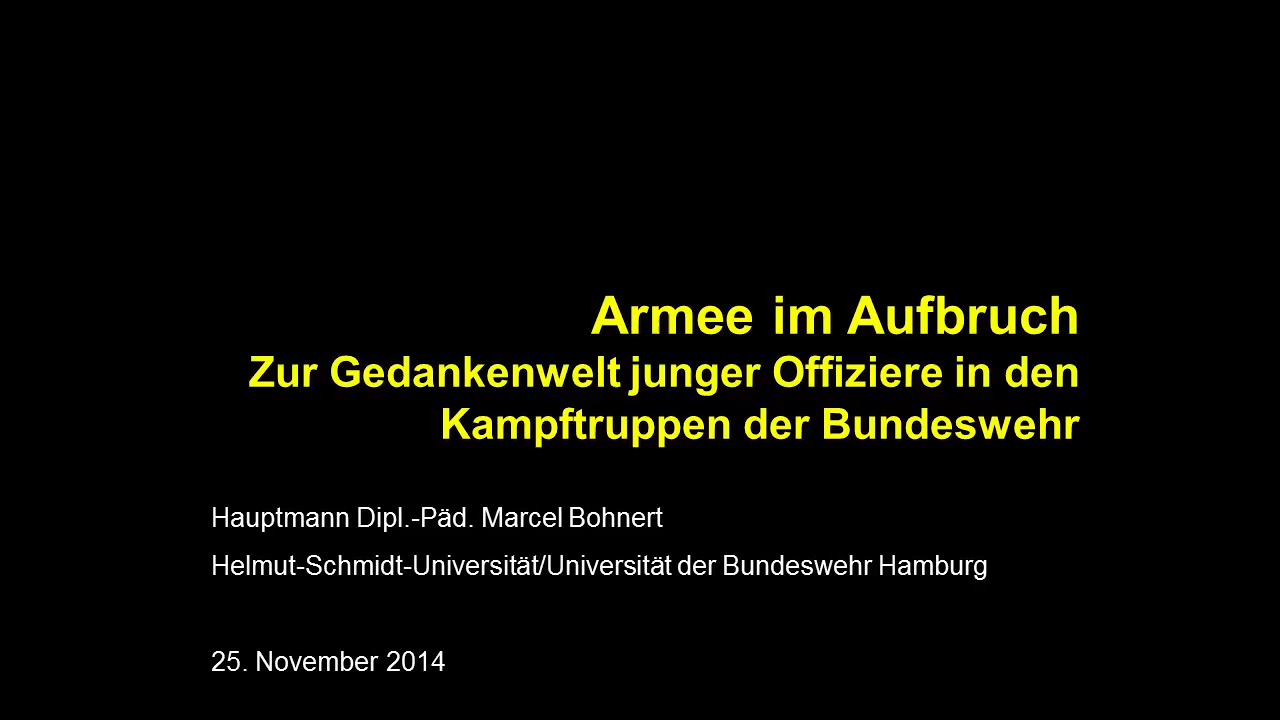 Armee im Aufbruch
Zur Gedankenwelt junger Offiziere in den
Kampftruppen der Bundeswehr
Hauptmann Dipl.-Päd. Marcel Bohnert
Helmut-Schmidt-Universität/Universität der Bundeswehr Hamburg
25. November 2014